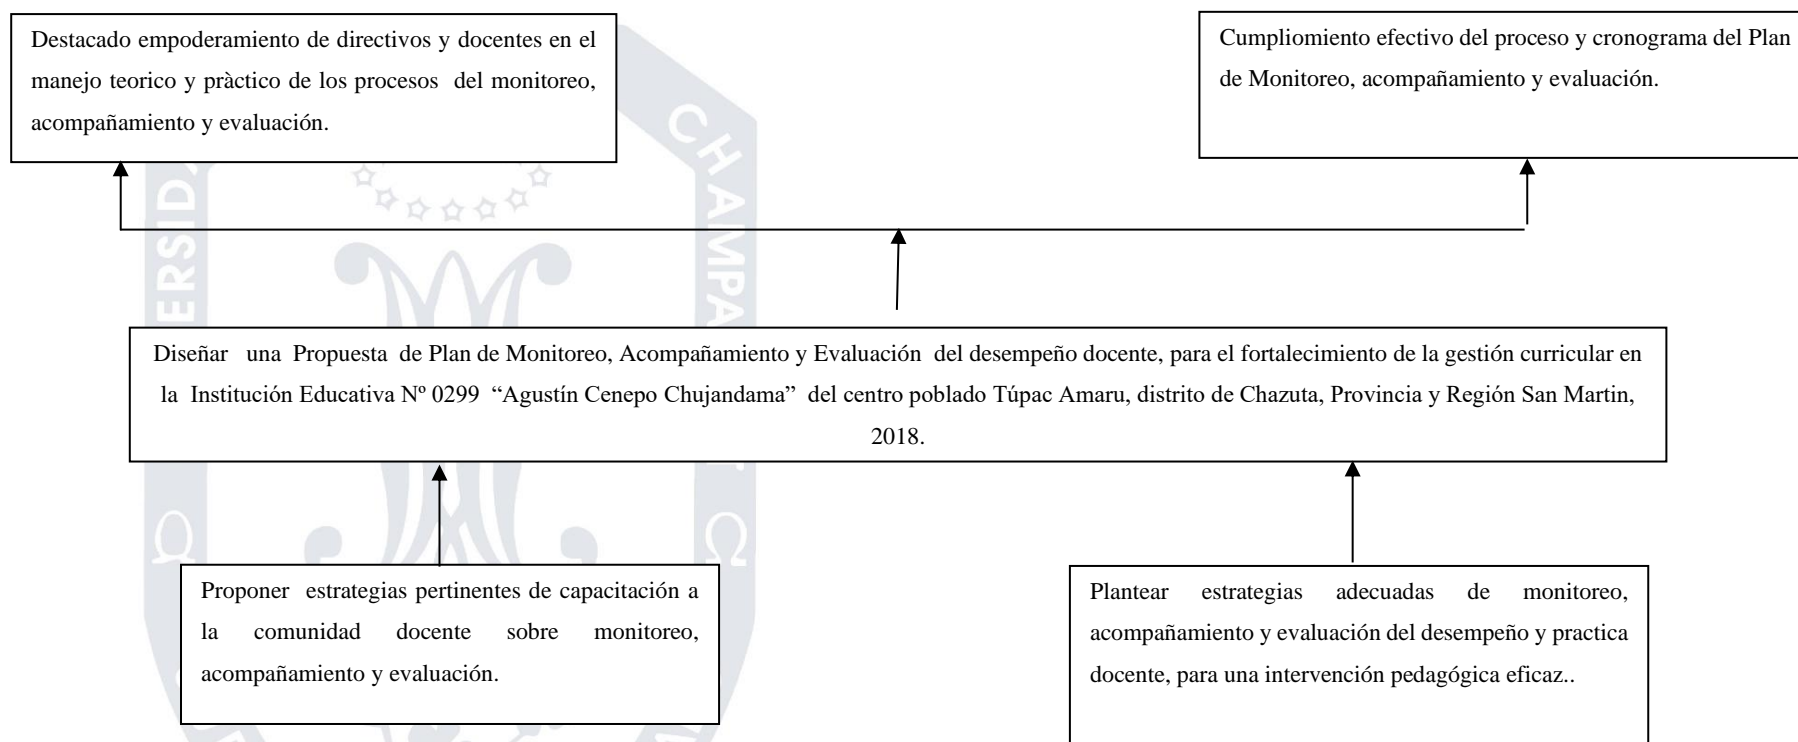 Destacado empoderamiento de directivos y docentes en el
manejo teorico y pràctico de los procesos del monitoreo,
acompañamiento y evaluación.
Cumpliomiento efectivo del proceso y cronograma del Plan
de Monitoreo, acompañamiento y evaluación.
Diseñar una Propuesta de Plan de Monitoreo, Acompañamiento y Evaluación del desempeño docente, para el fortalecimiento de la gestión curricular en
la Institución Educativa Nº 0299 “Agustín Cenepo Chujandama” del centro poblado Túpac Amaru, distrito de Chazuta, Provincia y Región San Martin,
2018.
Proponer estrategias pertinentes de capacitación a
la comunidad docente sobre monitoreo,
acompañamiento y evaluación.
Plantear estrategias adecuadas de monitoreo,
acompañamiento y evaluación del desempeño y practica
docente, para una intervención pedagógica eficaz..